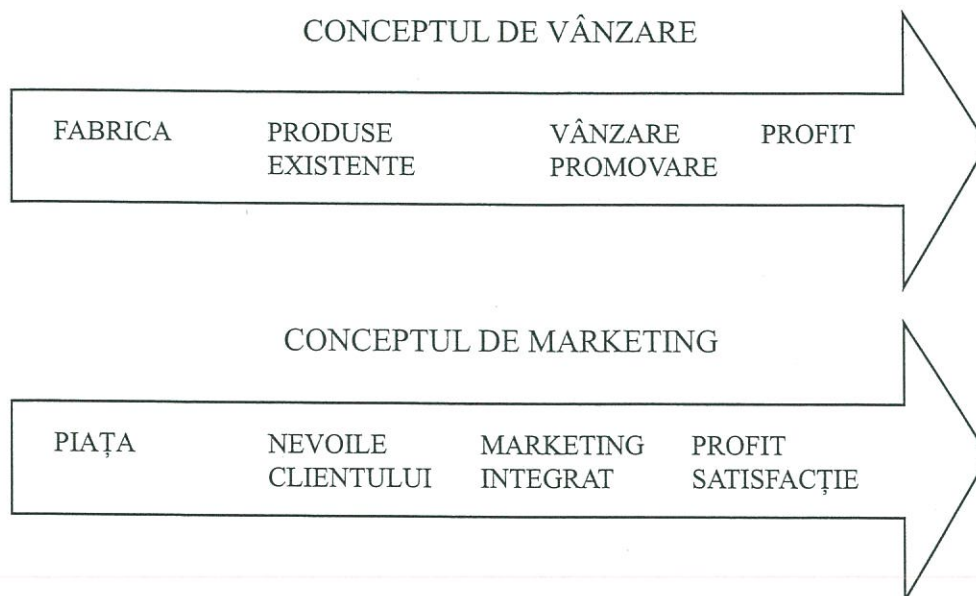 CONCEPTUL DE VÂNZARE
FABRICA PRODUSE VÂNZARE PROFIT
EXISTENTE PROMOVARE
CONCEPTUL DE MARKETING
PIAȚA NEVOILE MARKETING PROFIT
CLIENTULUI INTEGRAT SATISFACȚIE